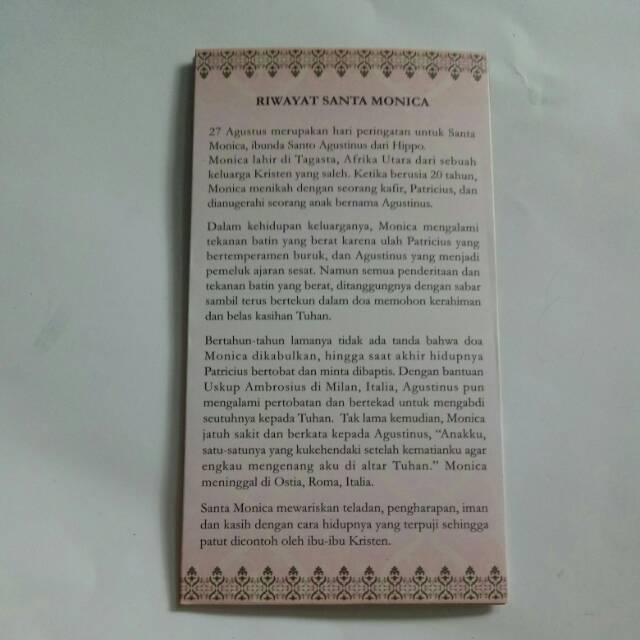 RIWAYAT SANTA MONICA
27 Agustus merupakan hari peringatan untuk Santa
Monica, ibunda Santo Agustinus dari Hippo.
Monica lahir di Tagasta, Afrika Utara dari sebuah
keluarga Kristen yang saleh. Ketika berusia 20 tahun,
Monica menikah dengan seorang kafir, Patricius, dan
dianugerahi seorang anak bernama Agustinus.
Dalam kehidupan keluarganya, Monica mengalami
tekanan batin yang berat karena ulah Patricius yang
bertemperamen buruk, dan Agustinus yang menjadi
pemeluk ajaran sesat. Namun semua penderitaan dan
tekanan batin yang berat, ditanggungnya dengan sabar
sambil terus bertekun dalam doa memohon kerahiman
dan belas kasihan Tuhan.
Bertahun-tahun lamanya tidak ada tanda bahwa doa
Monica dikabulkan, hingga saat akhir hidupnya
Patricius bertobat dan minta dibaptis. Dengan bantuan
Uskup Ambrosius di Milan, Italia, Agustinus pun
mengalami pertobatan dan bertekad untuk mengabdi
seutuhnya kepada Tuhan. Tak lama kemudian, Monica
jatuh sakit dan berkata kepada Agustinus, “Anakku,
satu-satunya yang kukehendaki setelah kematianku agar
engkau mengenang aku di altar Tuhan.” Monica
meninggal di Ostia, Roma, Italia.
Santa Monica mewariskan teladan, pengharapan, iman
dan kasih dengan cara hidupnya yang terpuji sehingga
patut dicontoh oleh ibu-ibu Kristen.